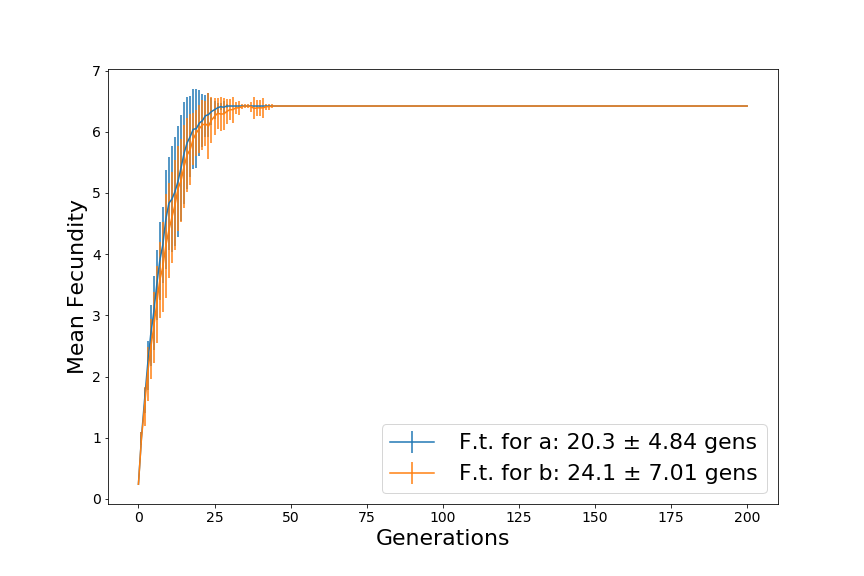 7
6
5
4
3
2
1
0
Mean Fecundity
F.t. for a: 20.3 ± 4.84 gens
F.t. for b: 24.1 ± 7.01 gens
0 25 50 75 100 125 150 175 200
Generations